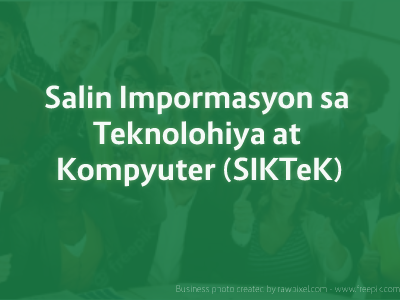 Salin Impormasyon sa
Teknolohiya at
Kompyuter (SIKTeK)
Business photo created by rawpixel.com - www.freepik.com